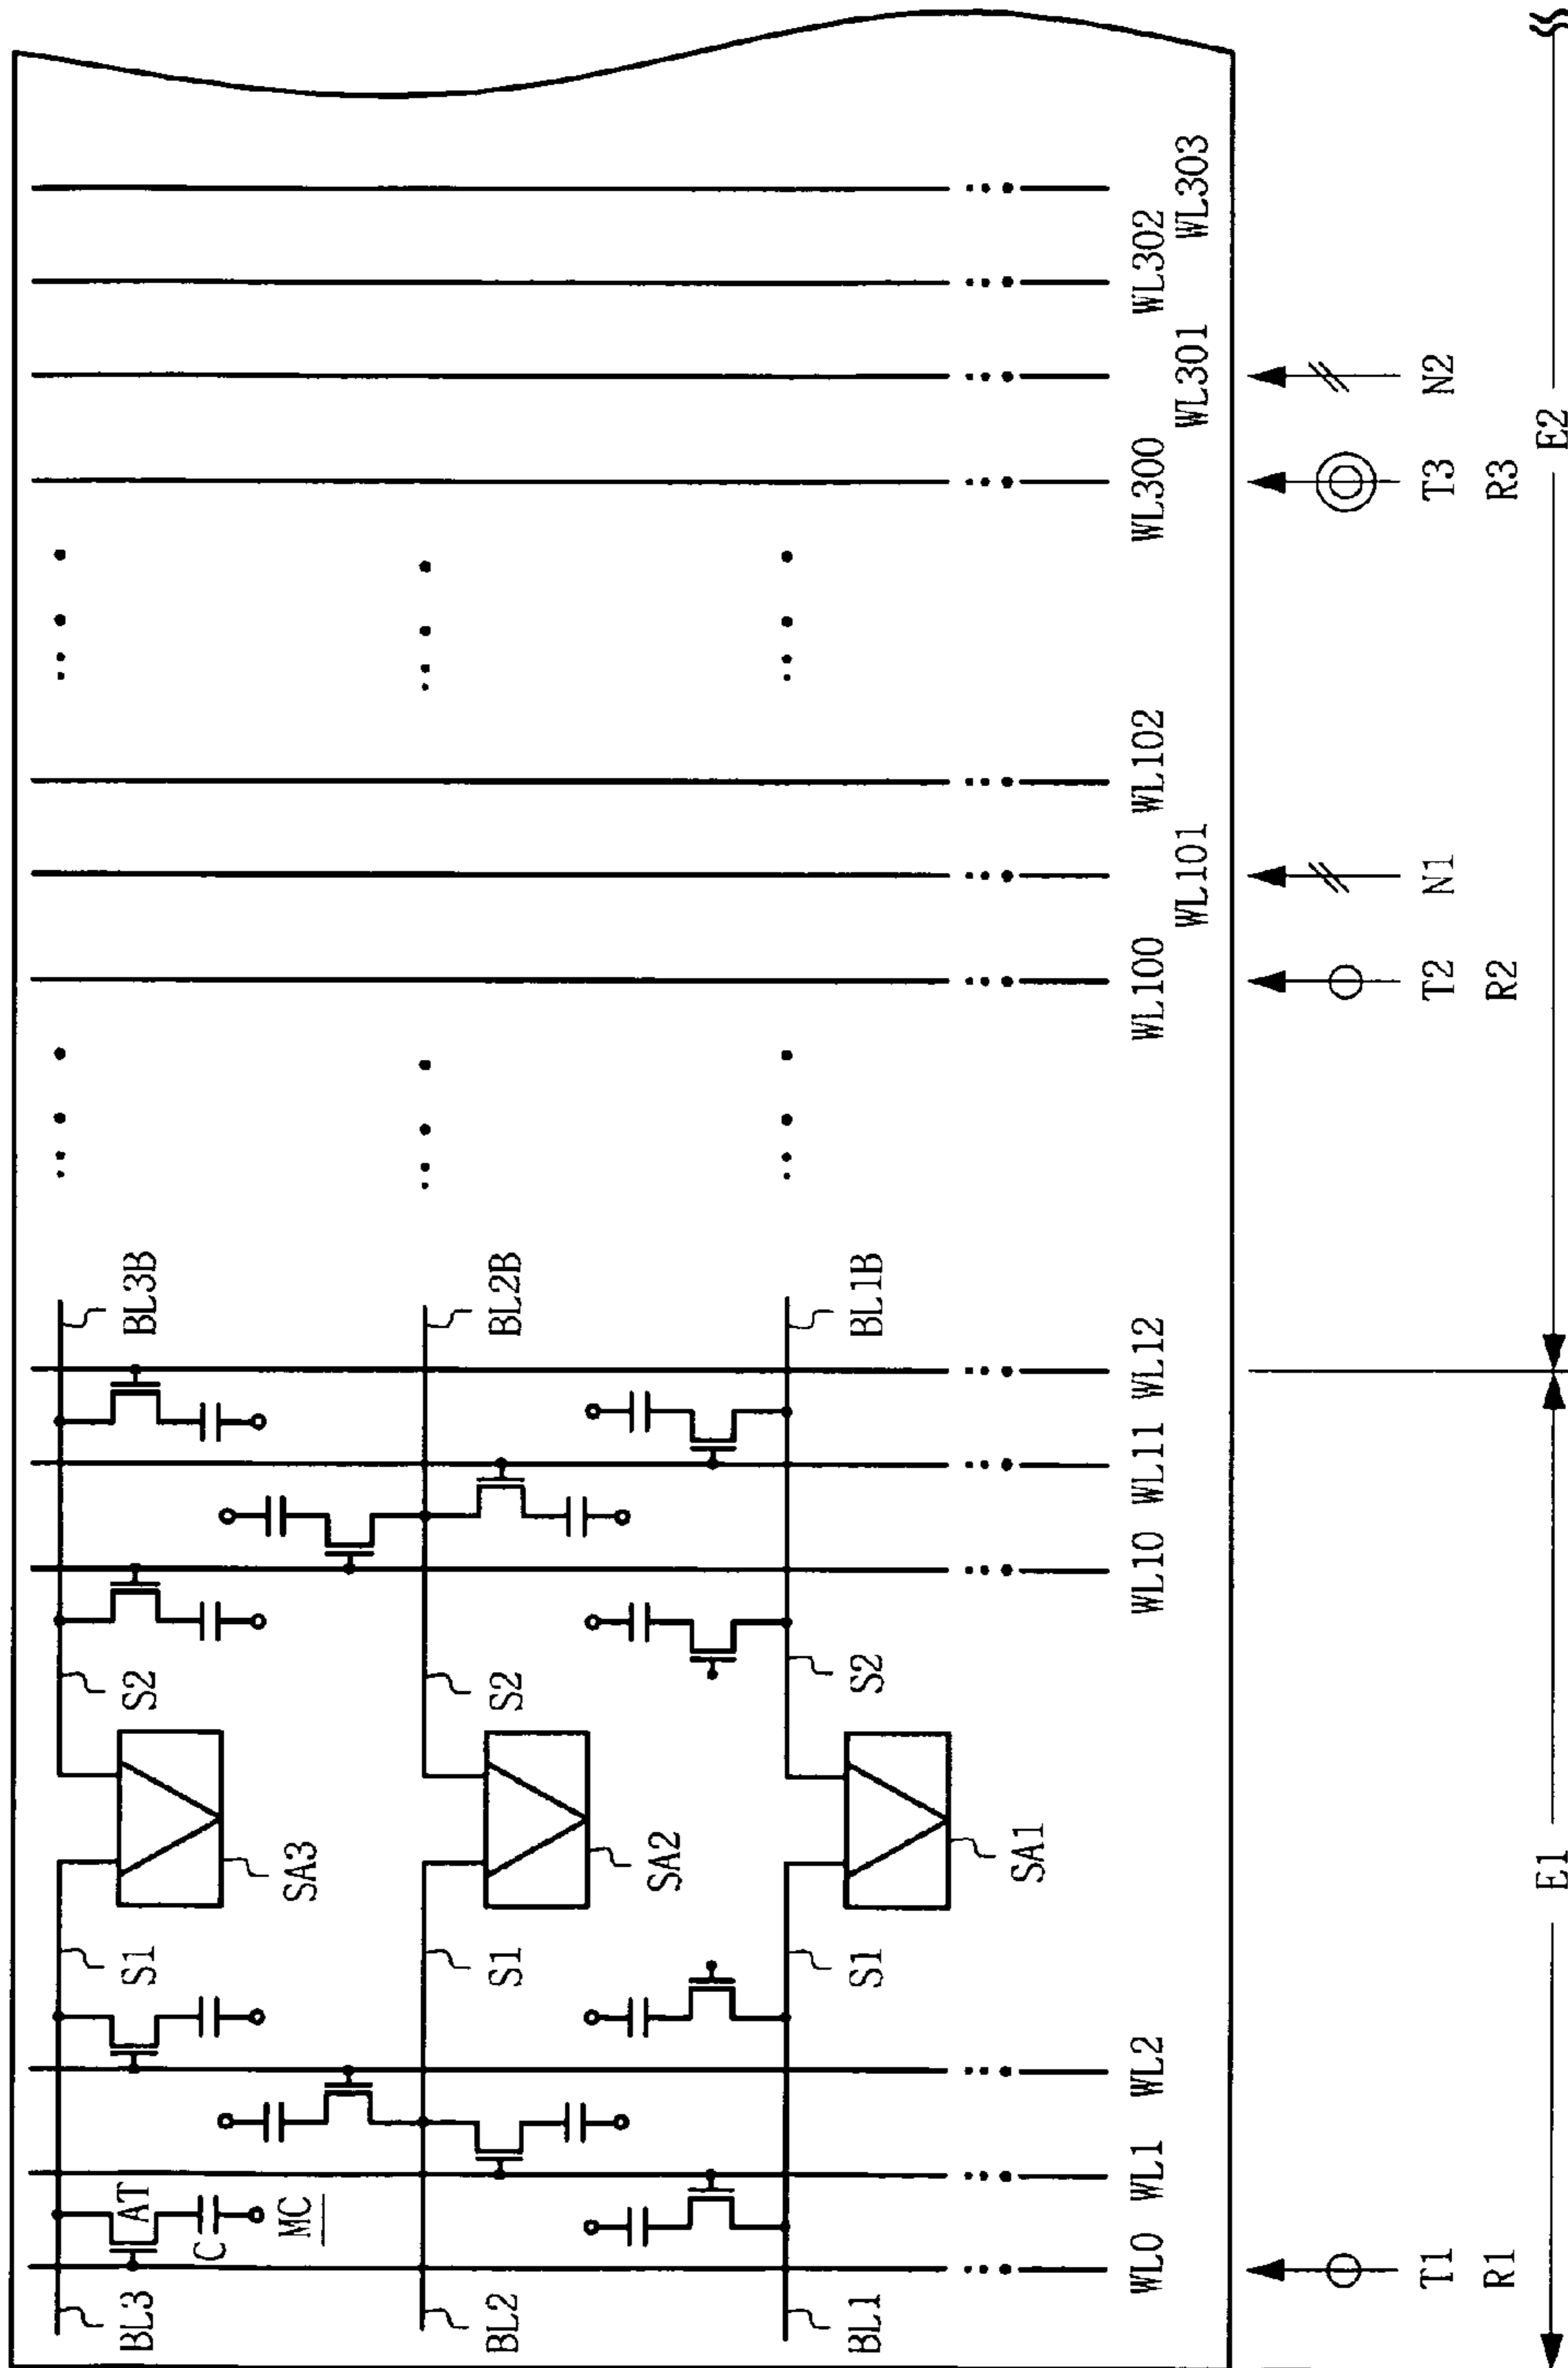 BL3
AT
C
MC
S1
SA3
S2
BL3B
BL2
S1
SA2
S2
BL2B
BL1
S1
SA1
S2
BL1B
WL0 WL1 WL2 WL10 WL11 WL12 WL100 WL101 WL102 WL300 WL301 WL302 WL303
T1 T2 N1 T3 N2
R1 R2 R3
E1 E2